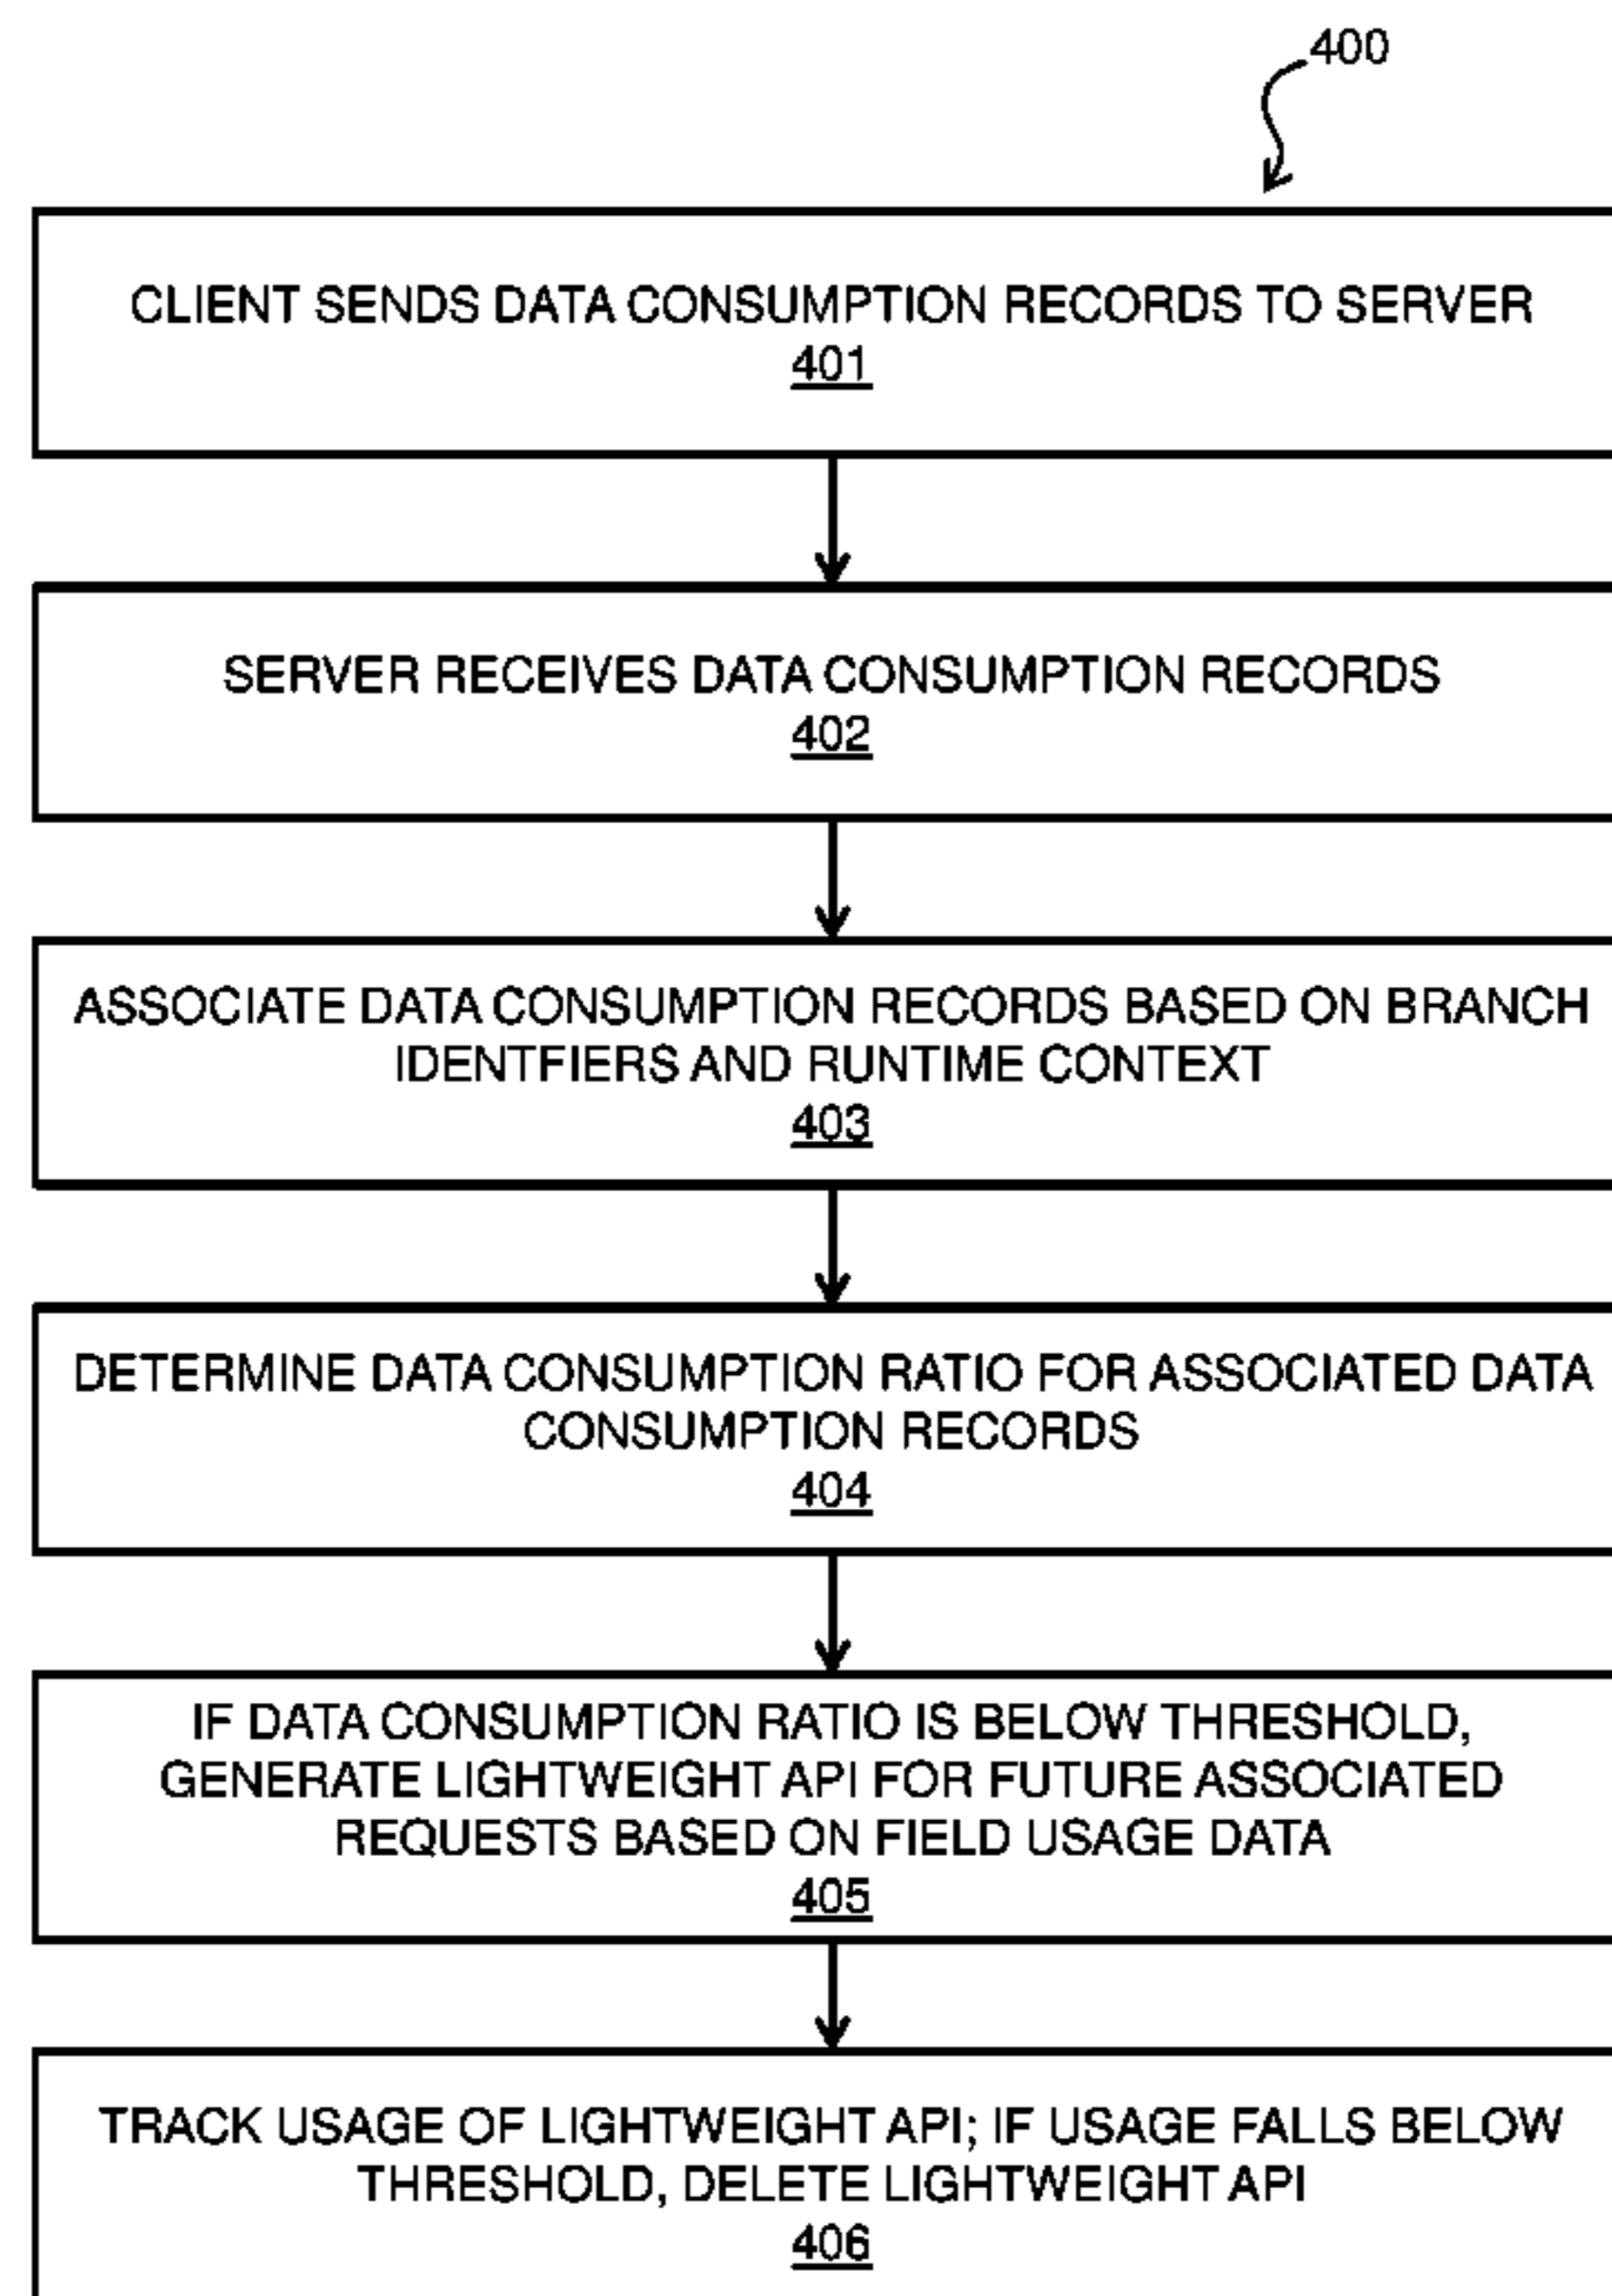 400
CLIENT SENDS DATA CONSUMPTION RECORDS TO SERVER
401
SERVER RECEIVES DATA CONSUMPTION RECORDS
402
ASSOCIATE DATA CONSUMPTION RECORDS BASED ON BRANCH
IDENTFIERS AND RUNTIME CONTEXT
403
DETERMINE DATA CONSUMPTION RATIO FOR ASSOCIATED DATA
CONSUMPTION RECORDS
404
IF DATA CONSUMPTION RATIO IS BELOW THRESHOLD,
GENERATE LIGHTWEIGHT API FOR FUTURE ASSOCIATED
REQUESTS BASED ON FIELD USAGE DATA
405
TRACK USAGE OF LIGHTWEIGHT API; IF USAGE FALLS BELOW
THRESHOLD, DELETE LIGHTWEIGHT API
406